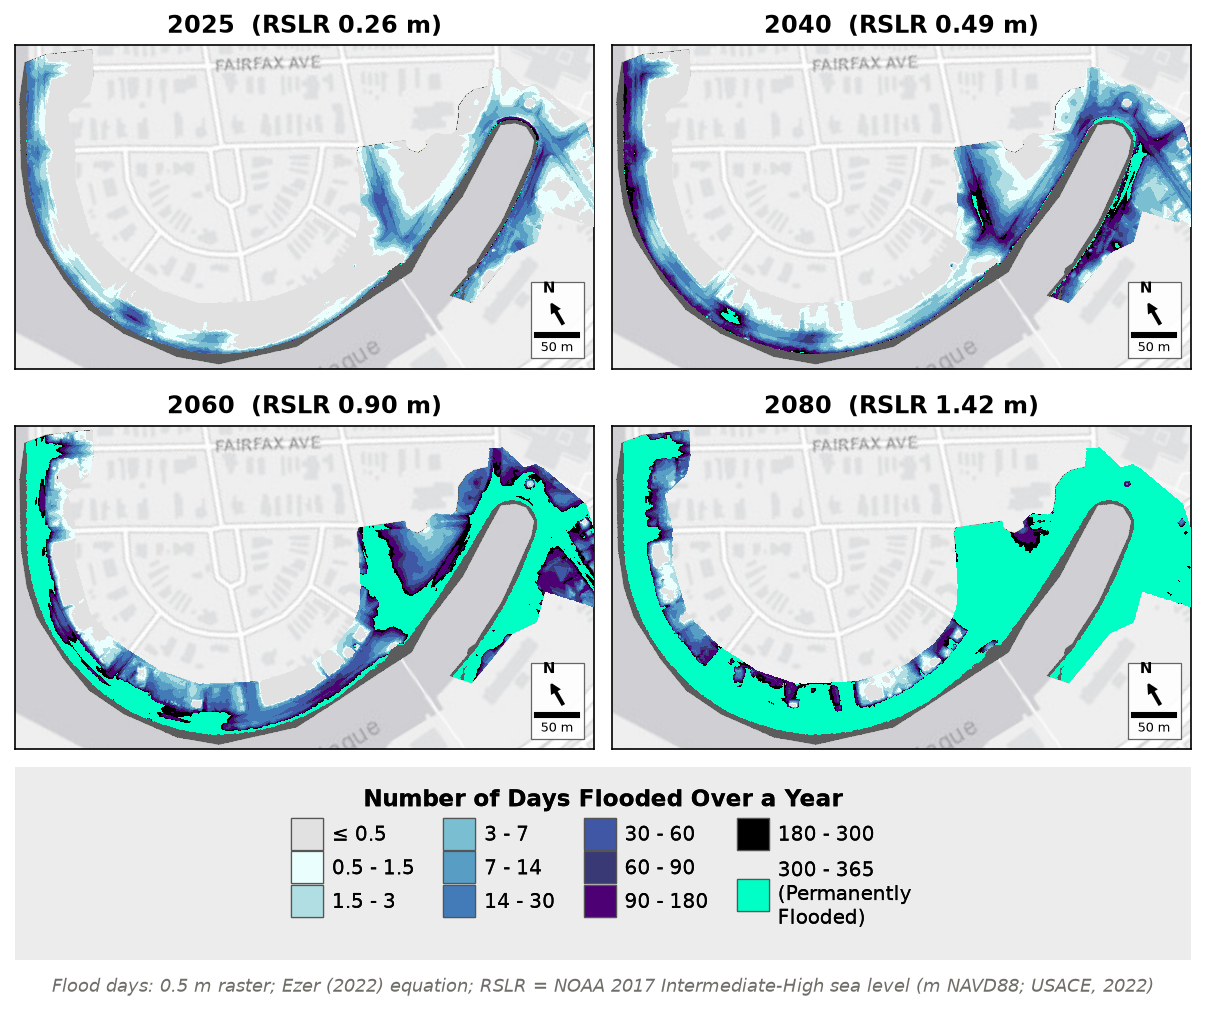 2025 (RSLR 0.26 m)
2040 (RSLR 0.49 m)
FAIRFAX AVE
N
50 m
FAIRFAX AVE
N
50 m
2060 (RSLR 0.90 m)
2080 (RSLR 1.42 m)
FAIRFAX AVE
N
50 m
FAIRFAX AVE
N
50 m
Number of Days Flooded Over a Year
≤ 0.5
0.5 - 1.5
1.5 - 3
3 - 7
7 - 14
14 - 30
30 - 60
60 - 90
90 - 180
180 - 300
300 - 365
(Permanently
Flooded)
Flood days: 0.5 m raster; Ezer (2022) equation; RSLR = NOAA 2017 Intermediate-High sea level (m NAVD88; USACE, 2022)